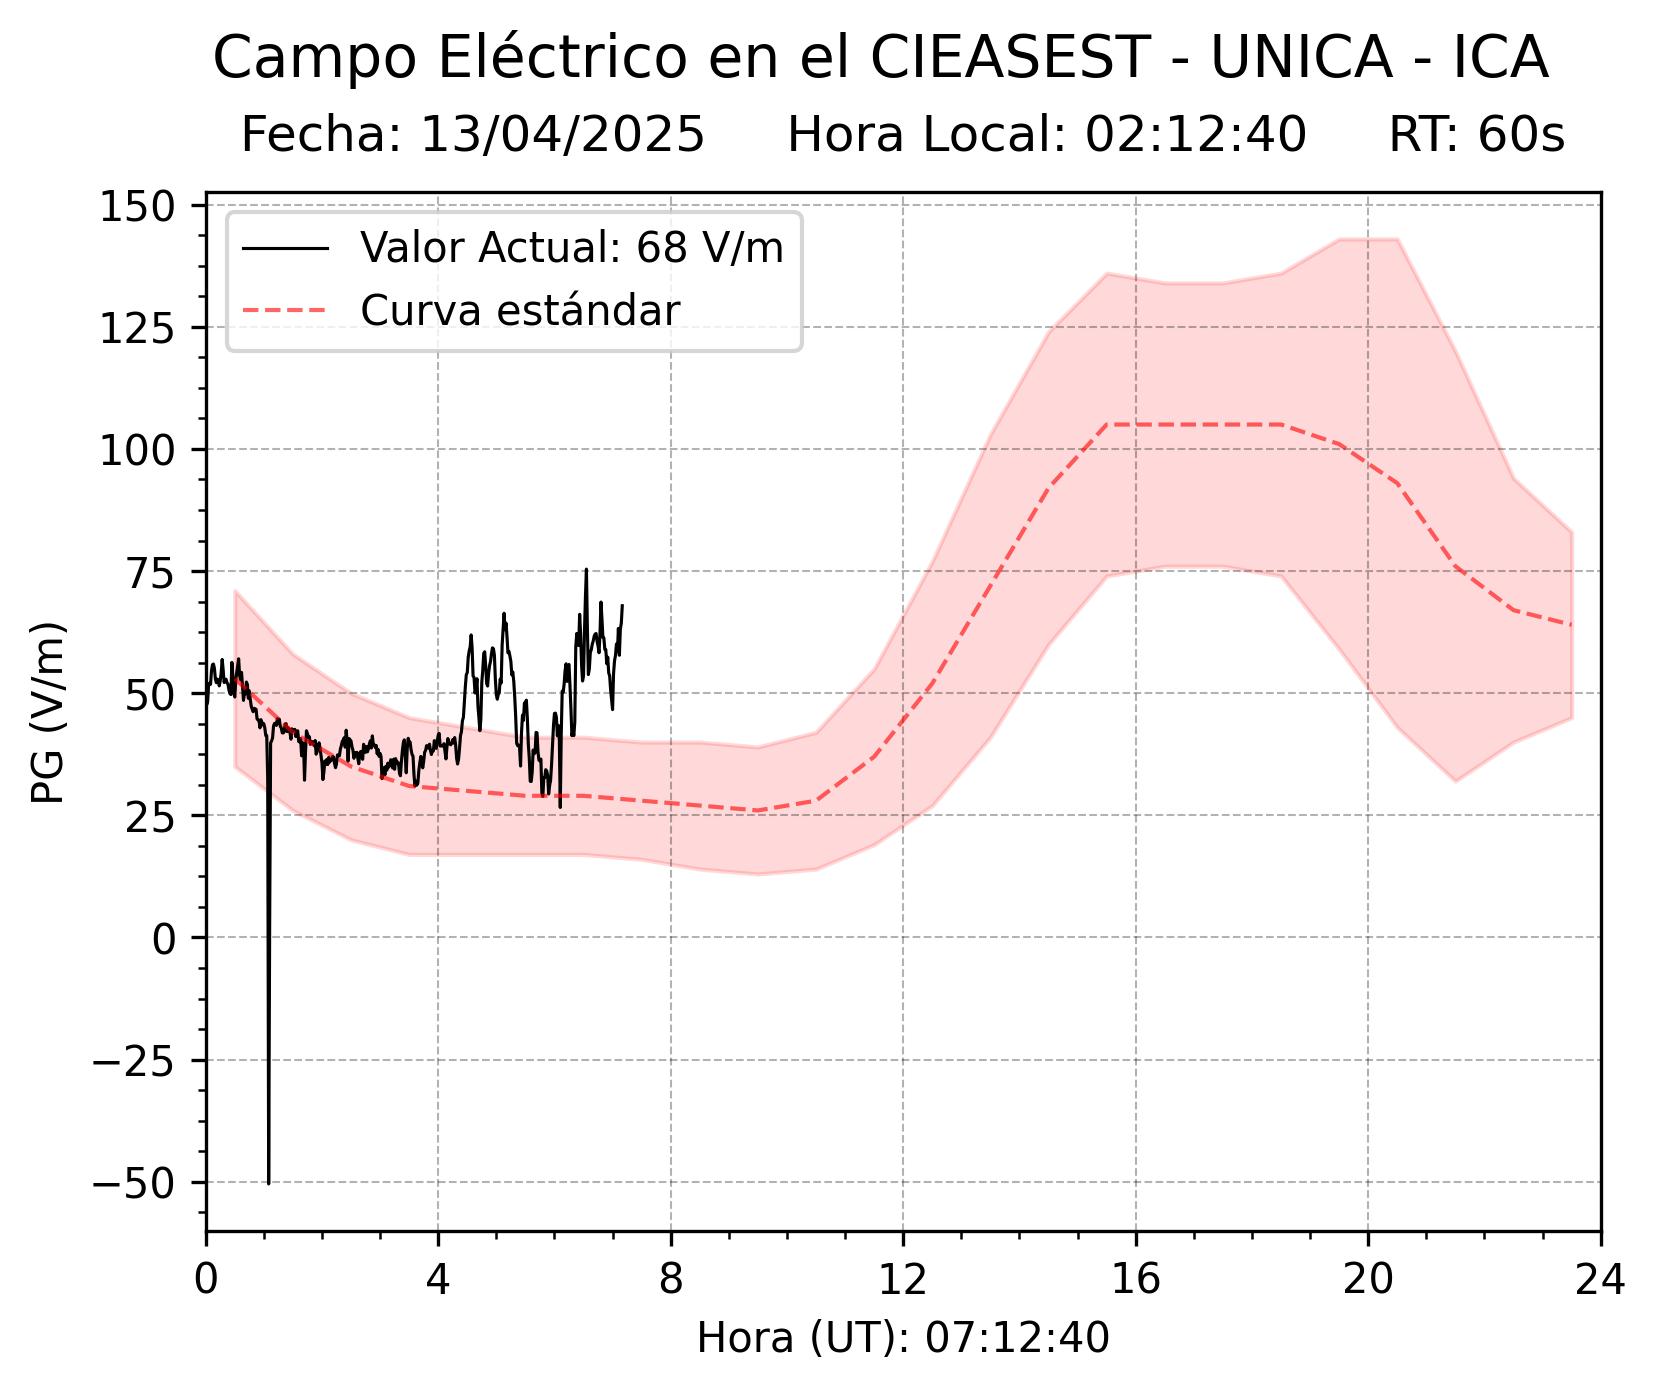 Campo Eléctrico en el CIEASEST - UNICA - ICA
Fecha: 13/04/2025 Hora Local: 02:12:40 RT: 60s
Valor Actual: 68 V/m
Curva estándar
PG (V/m)
150
125
100
75
50
25
0
−25
−50
0 4 8 12 16 20 24
Hora (UT): 07:12:40